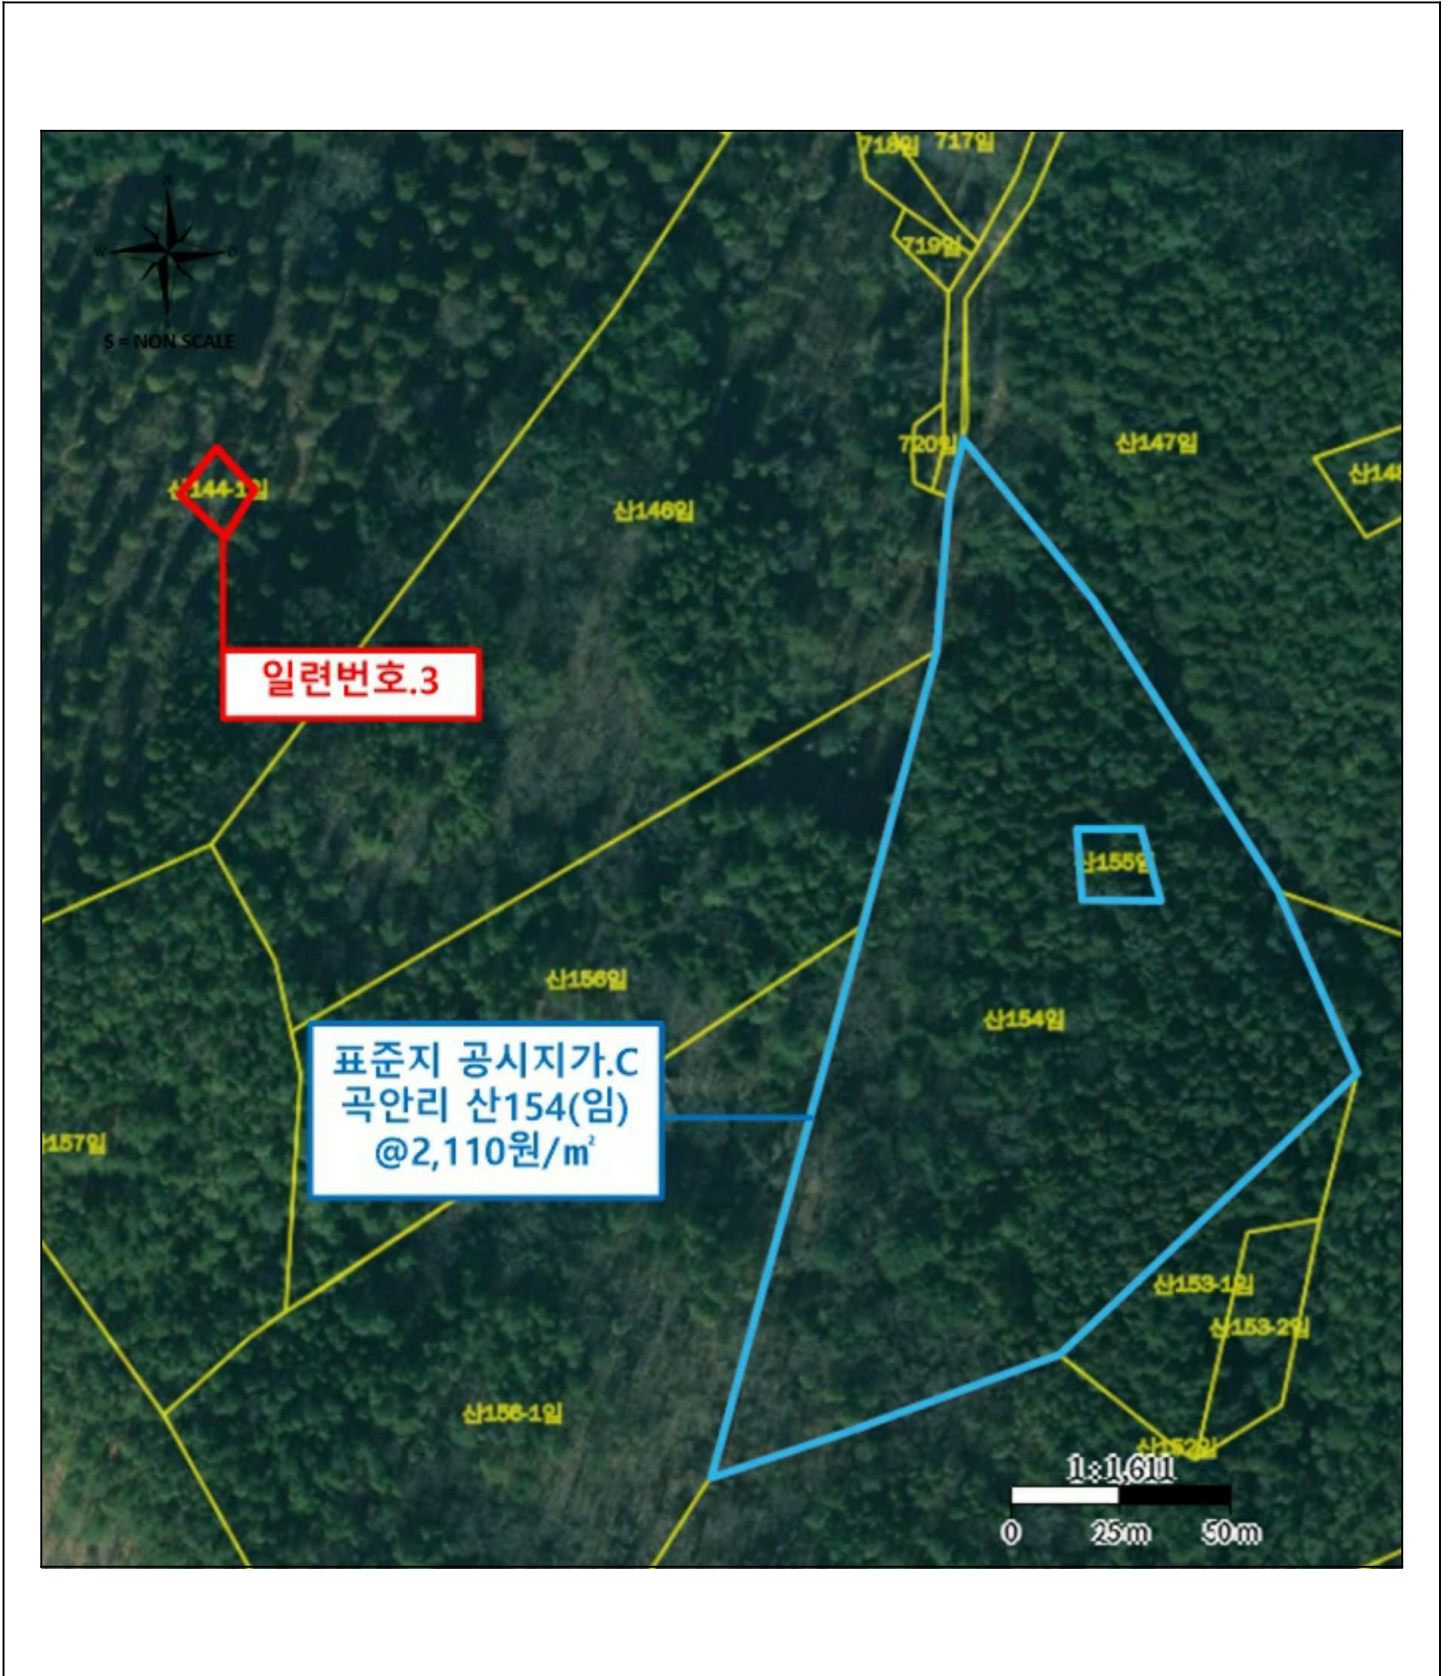 718임 717임
N
W
719임
S = NON SCALE
720임
산147임
산144-1임
산146임
일련번호.3
산155임
산156임
산154임
표준지 공시지가.C
곡안리 산154(임)
@2,110원/㎡
157임
산153-1임
산153-2임
산156-1임
산152임
1:1,611
0 25m 50m